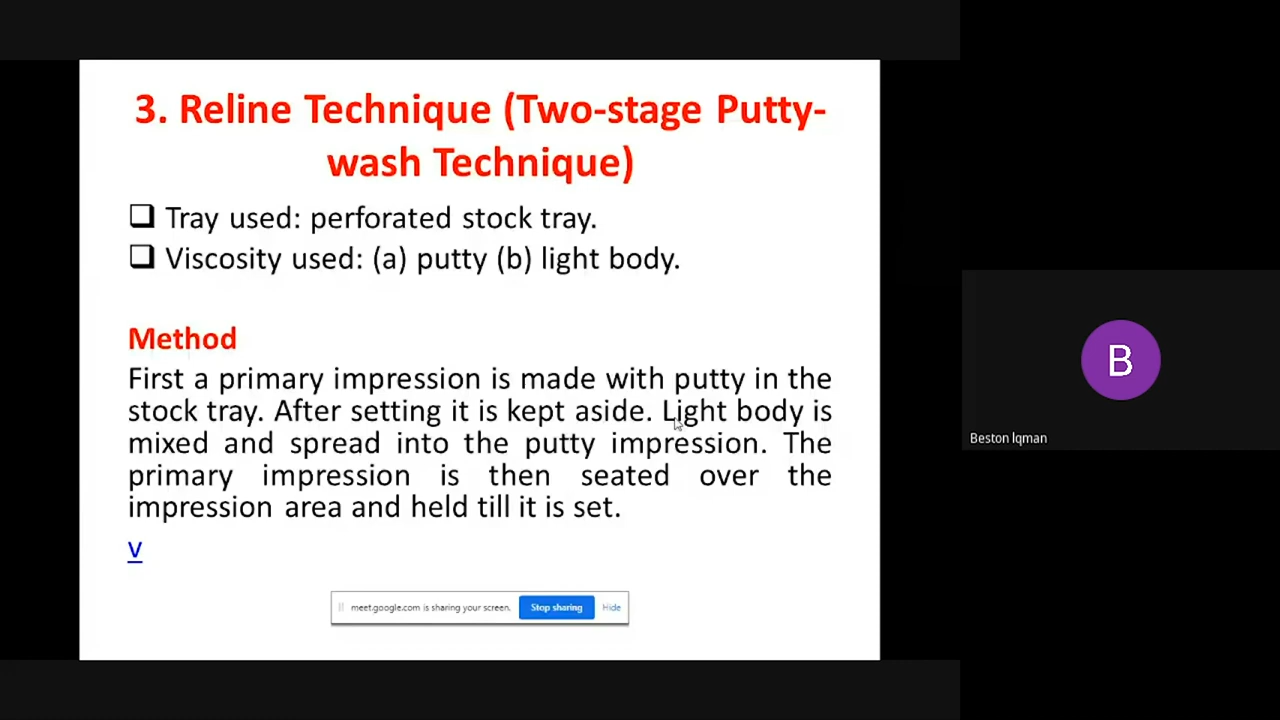 3. Reline Technique (Two-stage Putty-
wash Technique)
Tray used: perforated stock tray.
Viscosity used: (a) putty (b) light body.
Method
First a primary impression is made with putty in the
stock tray. After setting it is kept aside. Light body is
mixed and spread into the putty impression. The
primary impression is then seated over the
impression area and held till it is set.
V
meet.google.com is sharing your screen. Stop sharing Hide
B
Beston lqman